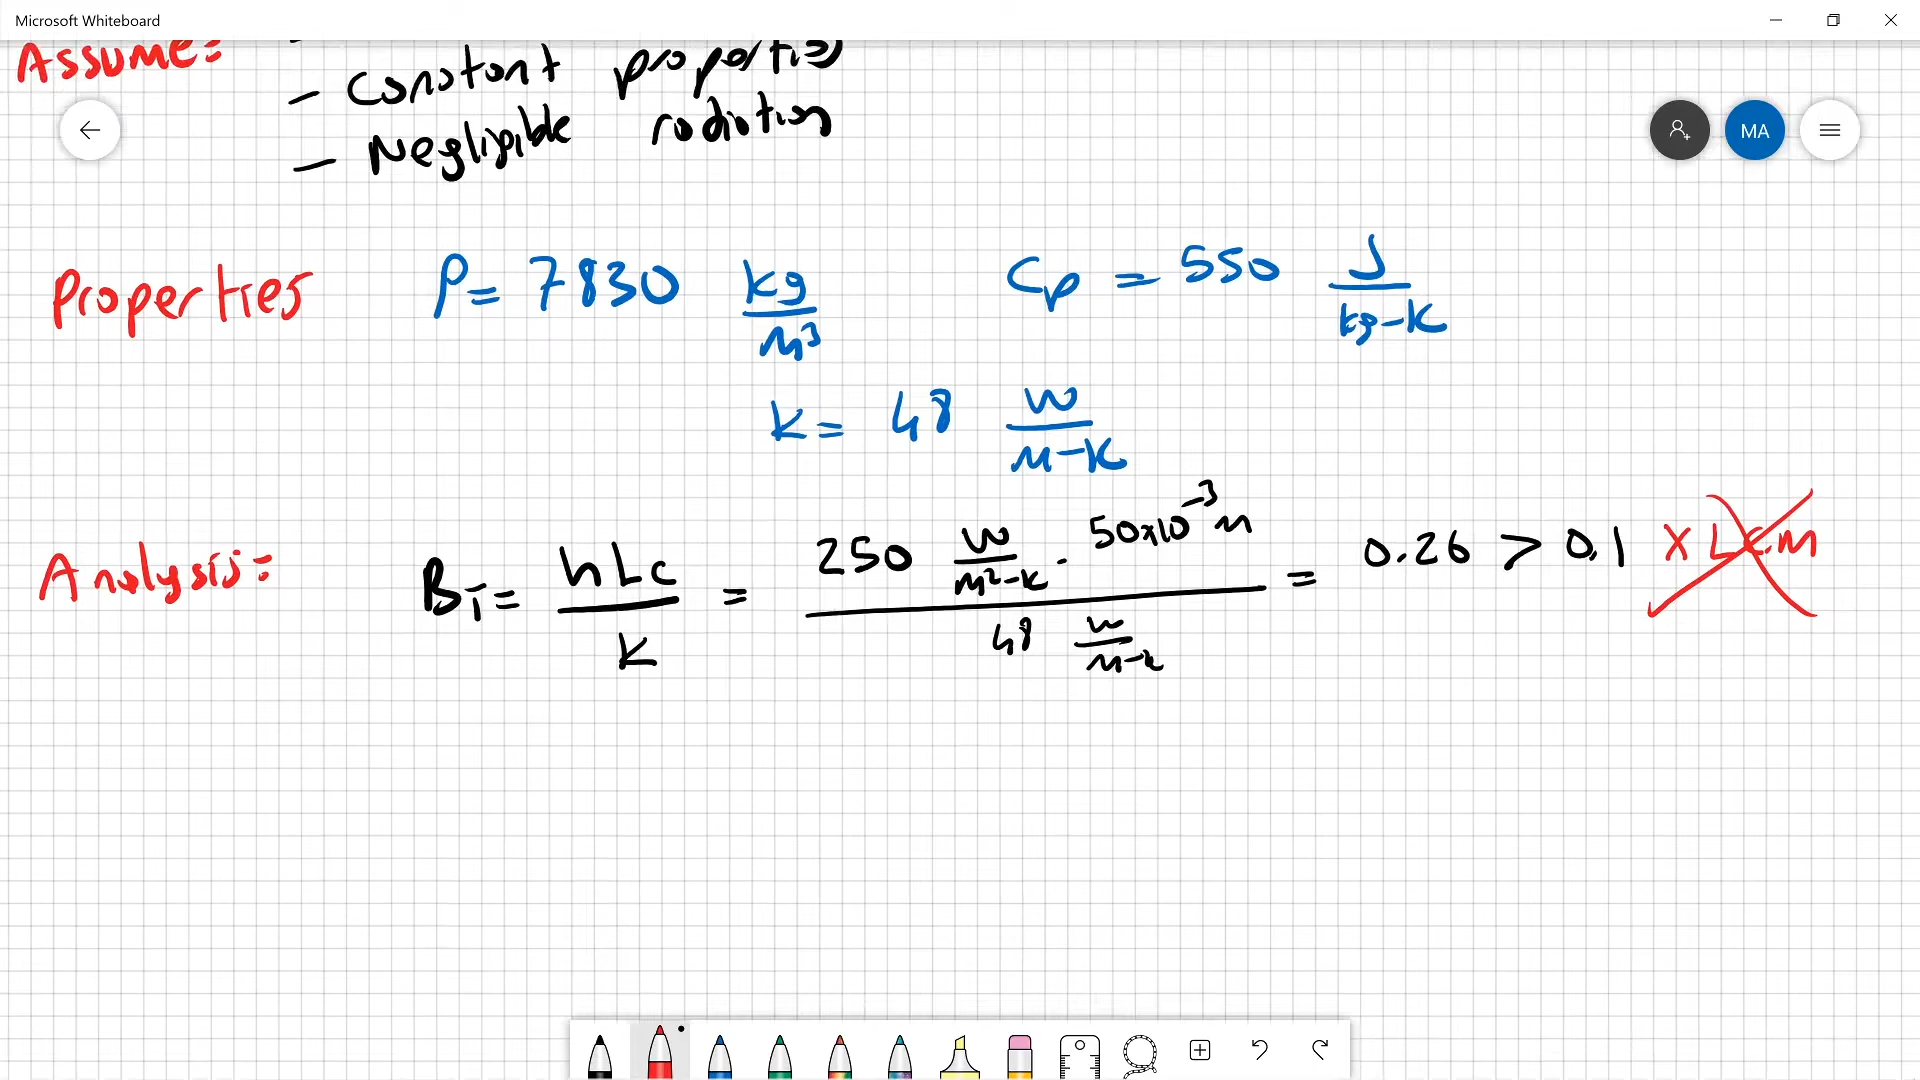 Microsoft Whiteboard
Assume:
- Constant properties
- Negligible radiation
MA
Properties ρ = 7830 kg/m³ Cp = 550 J/kg-K
k = 48 W/m-K
Analysis: Bi = hLc/k = 250 W/m²-K · 50x10⁻³ m / 48 W/m-k = 0.26 > 0.1 X L.C.M